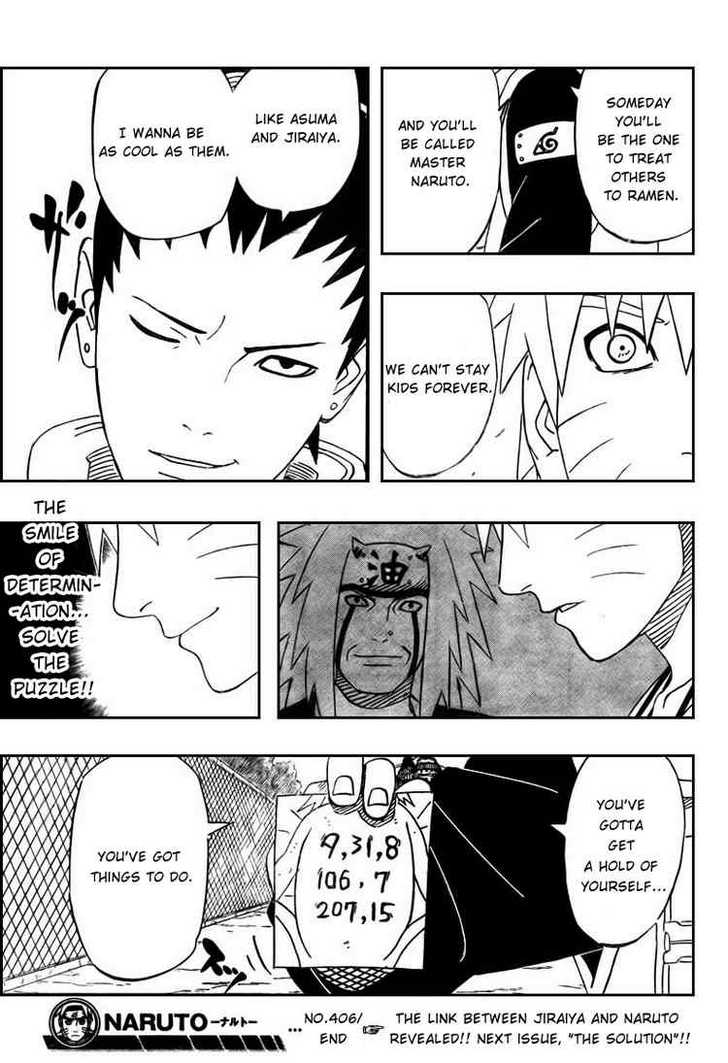 SOMEDAY
YOU'LL
BE THE ONE
TO TREAT
OTHERS
TO RAMEN.
AND YOU'LL
BE CALLED
MASTER
NARUTO.
LIKE ASUMA
AND JIRAIYA.
I WANNA BE
AS COOL AS THEM.
WE CAN'T STAY
KIDS FOREVER.
油
THE
SMILE
OF
DETERMIN-
-ATION...
SOLVE
THE
PUZZLE!!
YOU'VE
GOTTA
GET
A HOLD OF
YOURSELF...
9,31,8
106,7
207,15
YOU'VE GOT
THINGS TO DO.
NARUTO ーナルトー
... NO.406/
END
THE LINK BETWEEN JIRAIYA AND NARUTO
REVEALED!! NEXT ISSUE, "THE SOLUTION"!!